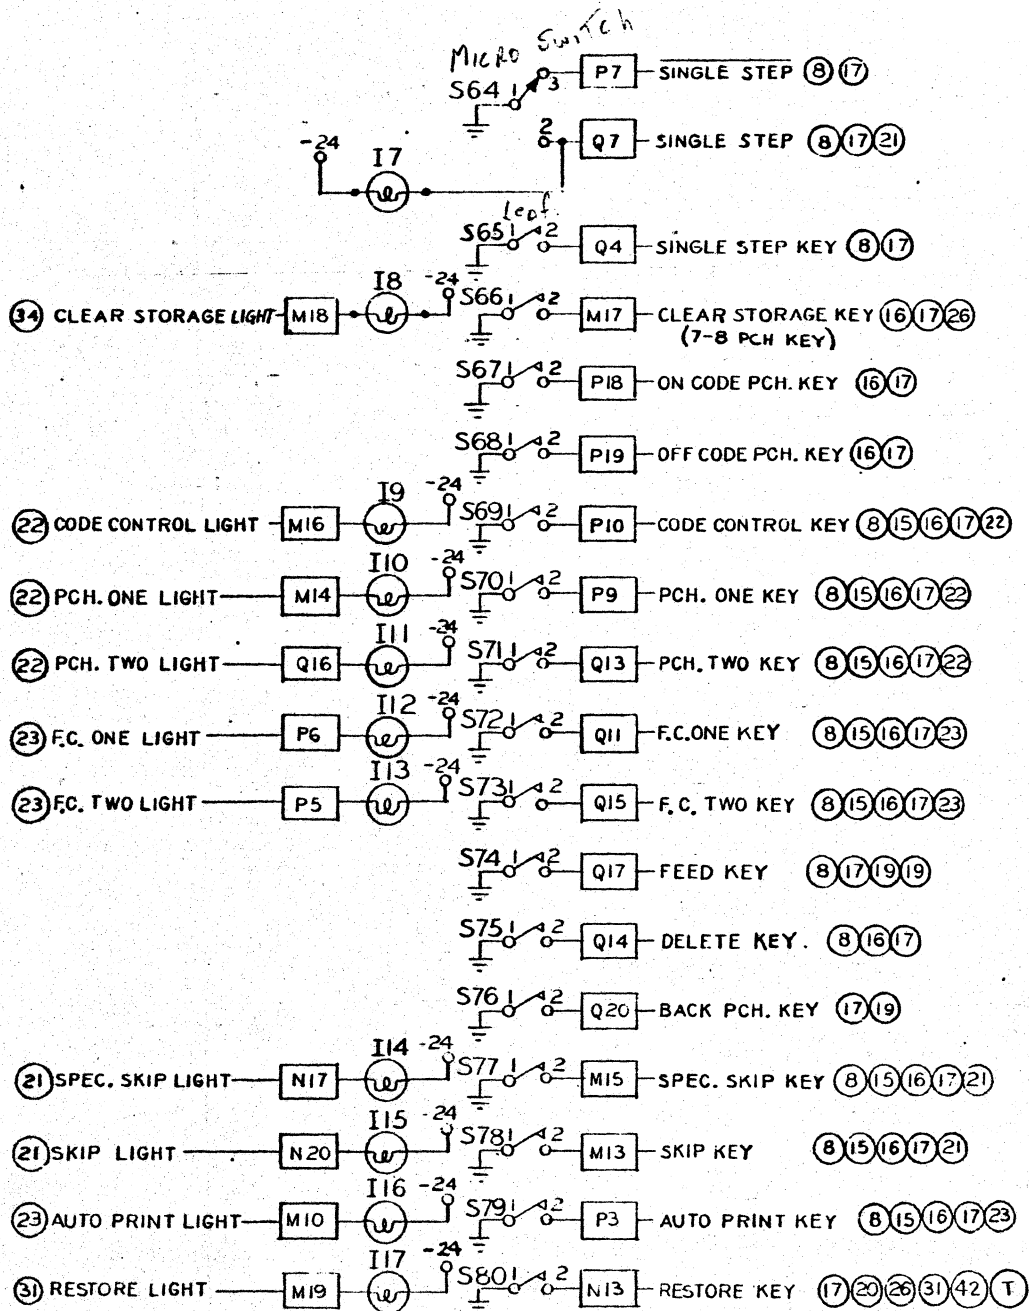 MICRO SWITCH
S64 1 3 P7 SINGLE STEP 8 17
2 Q7 SINGLE STEP 8 17 21
-24 I7
Leaf
S65 1 2 Q4 SINGLE STEP KEY 8 17
34 CLEAR STORAGE LIGHT M18 I8 -24 S66 1 2 M17 CLEAR STORAGE KEY 16 17 26
(7-8 PCH KEY)
S67 1 2 P18 ON CODE PCH. KEY 16 17
S68 1 2 P19 OFF CODE PCH. KEY 16 17
22 CODE CONTROL LIGHT M16 I9 -24 S69 1 2 P10 CODE CONTROL KEY 8 15 16 17 22
22 PCH. ONE LIGHT M14 I10 -24 S70 1 2 P9 PCH. ONE KEY 8 15 16 17 22
22 PCH. TWO LIGHT Q16 I11 -24 S71 1 2 Q13 PCH. TWO KEY 8 15 16 17 22
23 F.C. ONE LIGHT P6 I12 -24 S72 1 2 Q11 F.C. ONE KEY 8 15 16 17 23
23 F.C. TWO LIGHT P5 I13 -24 S73 1 2 Q15 F.C. TWO KEY 8 15 16 17 23
S74 1 2 Q17 FEED KEY 8 17 19 19
S75 1 2 Q14 DELETE KEY. 8 16 17
S76 1 2 Q20 BACK PCH. KEY 17 19
21 SPEC. SKIP LIGHT N17 I14 -24 S77 1 2 M15 SPEC. SKIP KEY 8 15 16 17 21
21 SKIP LIGHT N20 I15 -24 S78 1 2 M13 SKIP KEY 8 15 16 17 21
23 AUTO PRINT LIGHT M10 I16 -24 S79 1 2 P3 AUTO PRINT KEY 8 15 16 17 23
31 RESTORE LIGHT M19 I17 -24 S80 1 2 N13 RESTORE KEY 17 20 26 31 42 T